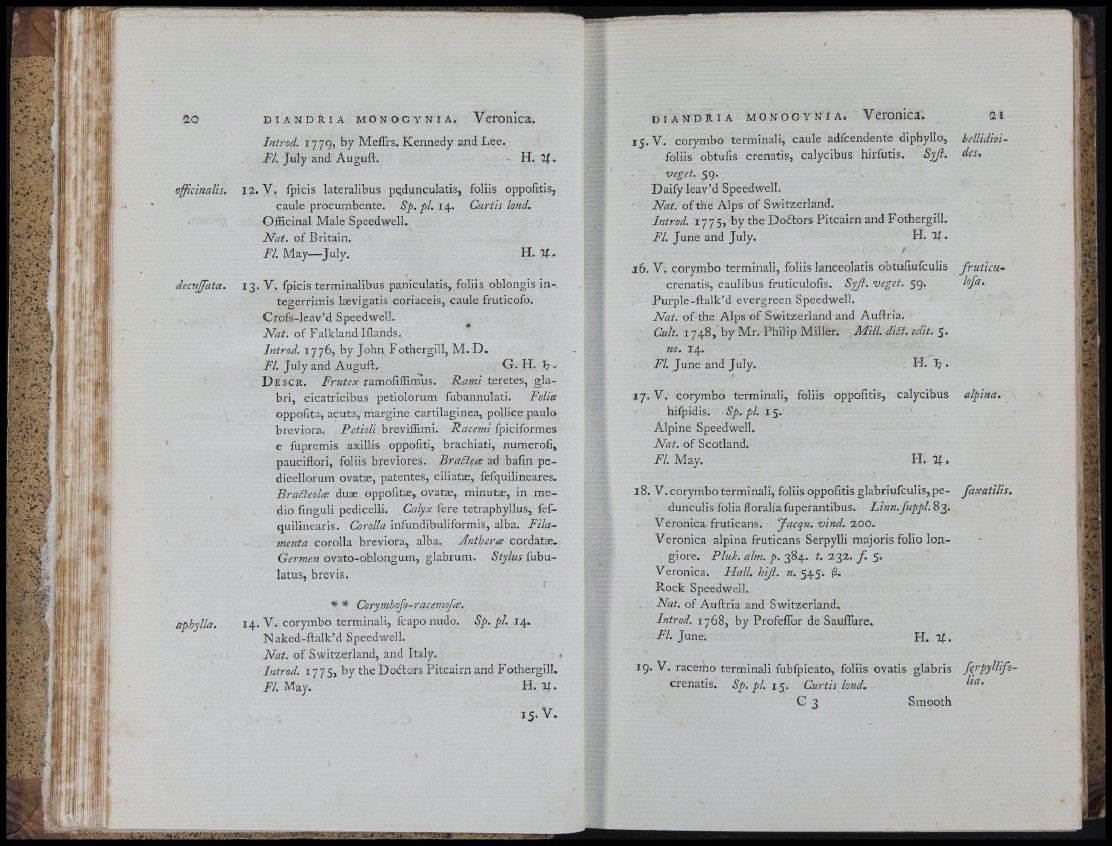 20 DIANDRIA MONOGYNIA. Veronica.
Introd. 1779, by Meſſrs. Kennedy and Lee.
Fl. July and Auguſt. H. ♃.
officinalis. 12. V. ſpicis lateralibus pedunculatis, foliis oppoſitis,
caule procumbente. Sp. pl. 14. Curtis lond.
Officinal Male Speedwell.
Nat. of Britain.
Fl. May—July. H. ♃.
decuſſata. 13. V. ſpicis terminalibus paniculatis, foliis oblongis in-
tegerrimis lævigatis coriaceis, caule fruticoſo.
Croſs-leav'd Speedwell.
Nat. of Falkland Iſlands.
Introd. 1776, by John Fothergill, M. D.
Fl. July and Auguſt. G. H. ♄.
DESCR. Frutex ramoſiſſimus. Rami teretes, gla-
bri, cicatricibus petiolorum ſubannulati. Folia
oppoſita, acuta, margine cartilaginea, pollice paulo
breviora. Petioli breviſſimi. Racemi ſpiciformes
e ſupremis axillis oppoſiti, brachiati, numeroſi,
pauciflori, foliis breviores. Bracteæ ad baſin pe-
dicellorum ovatæ, patentes, ciliatæ, ſeſquilineares.
Bracteolæ duæ oppoſitæ, ovatæ, minutæ, in me-
dio ſinguli pedicelli. Calyx fere tetraphyllus, ſeſ-
quilinearis. Corolla infundibuliformis, alba. Fila-
menta corolla breviora, alba. Antheræ cordatæ.
Germen ovato-oblongum, glabrum. Stylus ſubu-
latus, brevis.
** Corymboſo-racemoſæ.
aphylla. 14. V. corymbo terminali, ſcapo nudo. Sp. pl. 14.
Naked-ſtalk'd Speedwell.
Nat. of Switzerland, and Italy.
Introd. 1775, by the Doctors Pitcairn and Fothergill.
Fl. May. H. ♃.
15. V.
DIANDRIA MONOGYNIA. Veronica. 21
15. V. corymbo terminali, caule adſcendente diphyllo, bellidioi-
foliis obtuſis crenatis, calycibus hirſutis. Syſt. des.
veget. 59.
Daiſy leav'd Speedwell.
Nat. of the Alps of Switzerland.
Introd. 1775, by the Doctors Pitcairn and Fothergill.
Fl. June and July. H. ♃.
16. V. corymbo terminali, foliis lanceolatis obtuſiuſculis fruticu-
crenatis, caulibus fruticuloſis. Syſt. veget. 59. loſa.
Purple-ſtalk'd evergreen Speedwell.
Nat. of the Alps of Switzerland and Auſtria.
Cult. 1748, by Mr. Philip Miller. Mill. dict. edit. 5.
no. 14.
Fl. June and July. H. ♄.
17. V. corymbo terminali, foliis oppoſitis, calycibus alpina.
hiſpidis. Sp. pl. 15.
Alpine Speedwell.
Nat. of Scotland.
Fl. May. H. ♃.
18. V. corymbo terminali, foliis oppoſitis glabriuſculis, pe- ſaxatilis.
dunculis folia floralia ſuperantibus. Linn. ſuppl. 83.
Veronica fruticans. Jacqu. vind. 200.
Veronica alpina fruticans Serpylli majoris folio lon-
giore. Pluk. alm. p. 384. t. 232. f. 5.
Veronica. Hall. hiſt. n. 545. β.
Rock Speedwell.
Nat. of Auſtria and Switzerland.
Introd. 1768, by Profeſſor de Sauſſure.
Fl. June. H. ♃.
19. V. racemo terminali ſubſpicato, foliis ovatis glabris ſerpyllifo-
crenatis. Sp. pl. 15. Curtis lond. lia.
C 3 Smooth